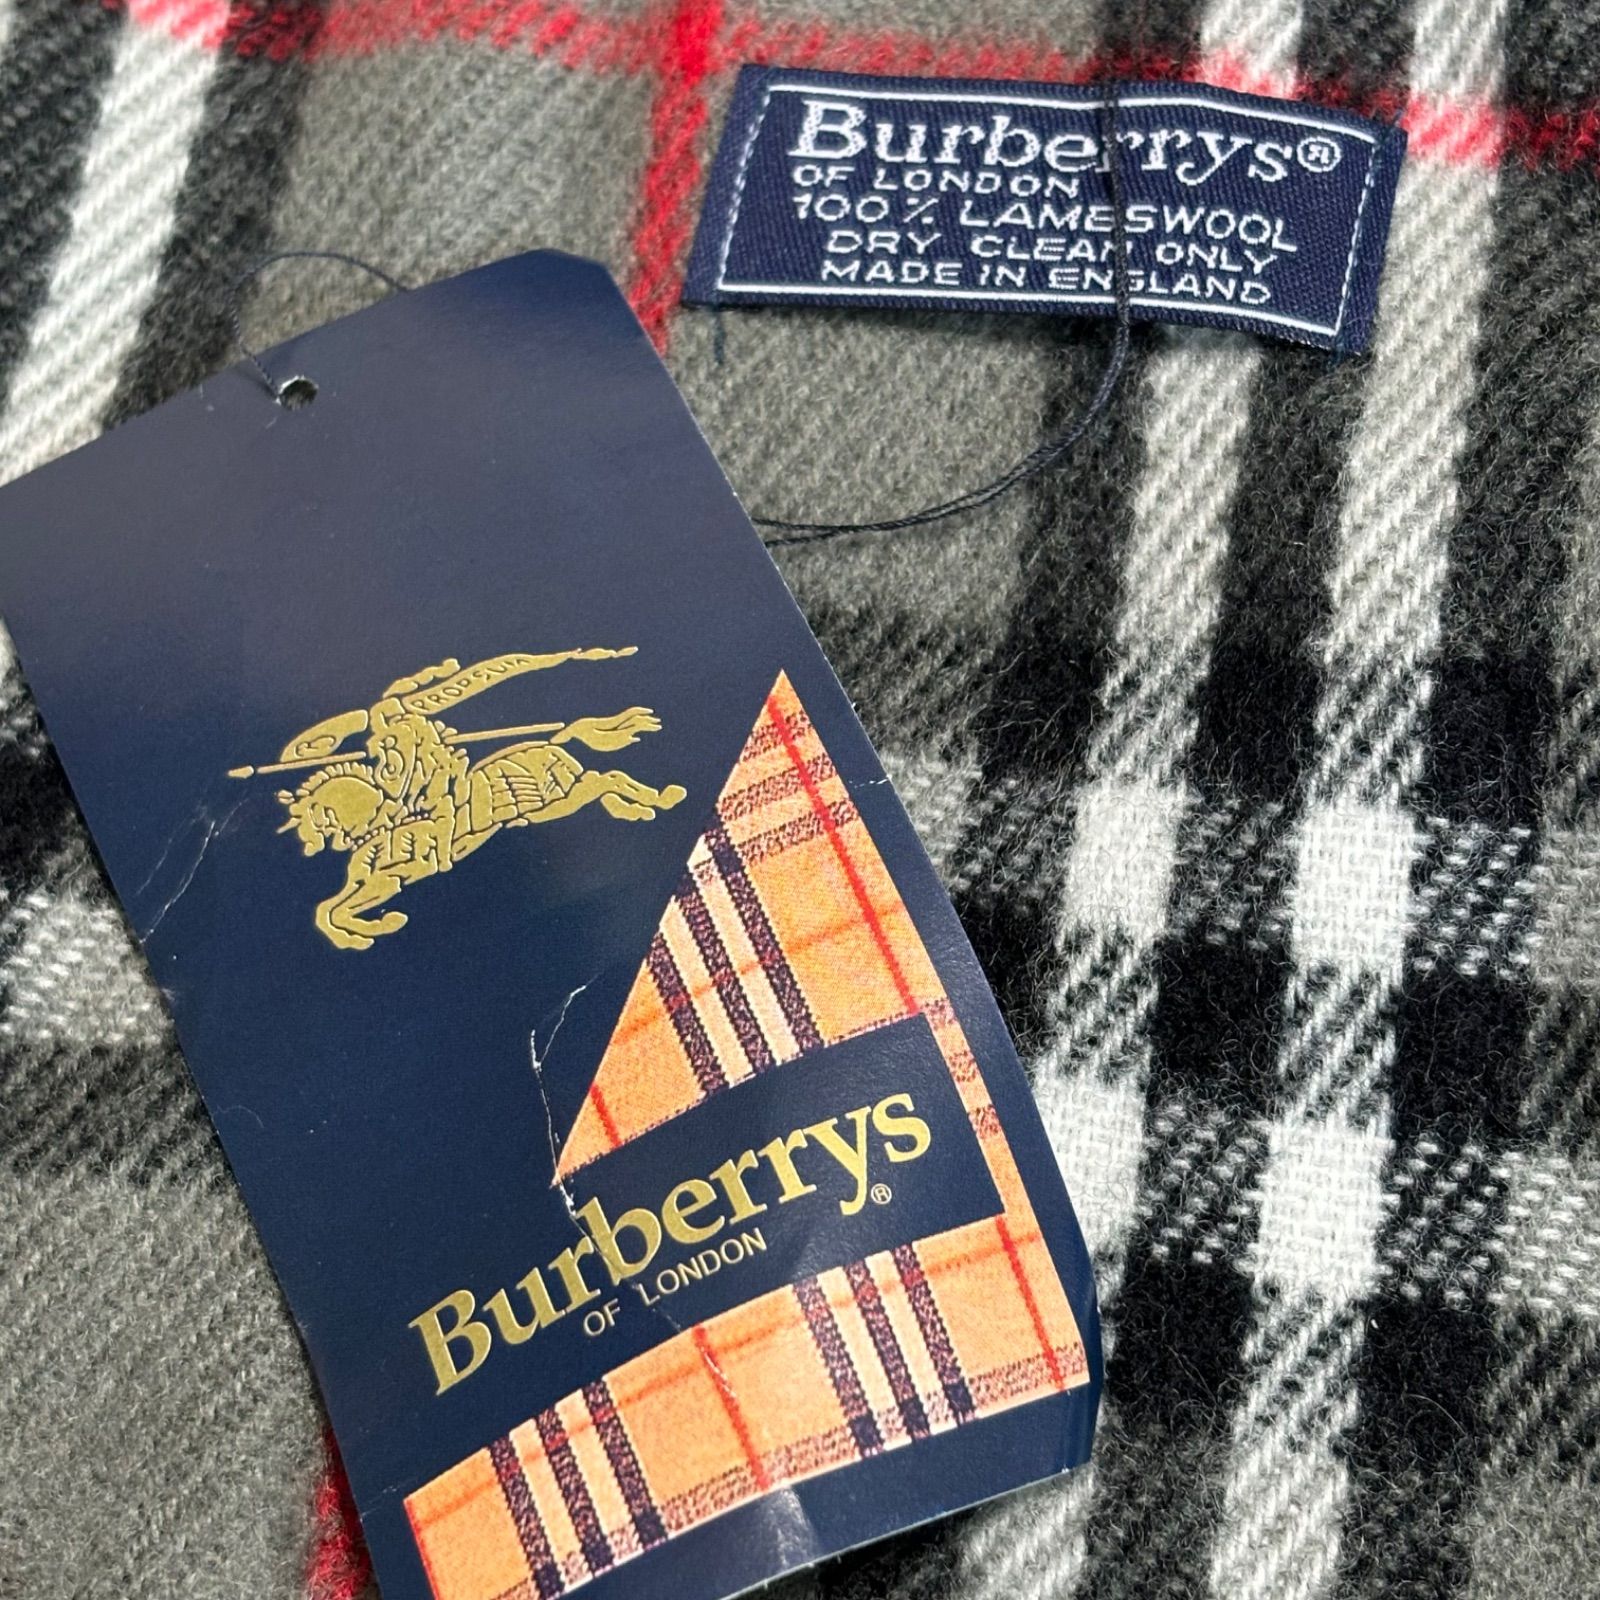 Burberrys®
OF LONDON
100% LAMBSWOOL
DRY CLEAN ONLY
MADE IN ENGLAND
PRORSUM
Burberrys®
OF LONDON